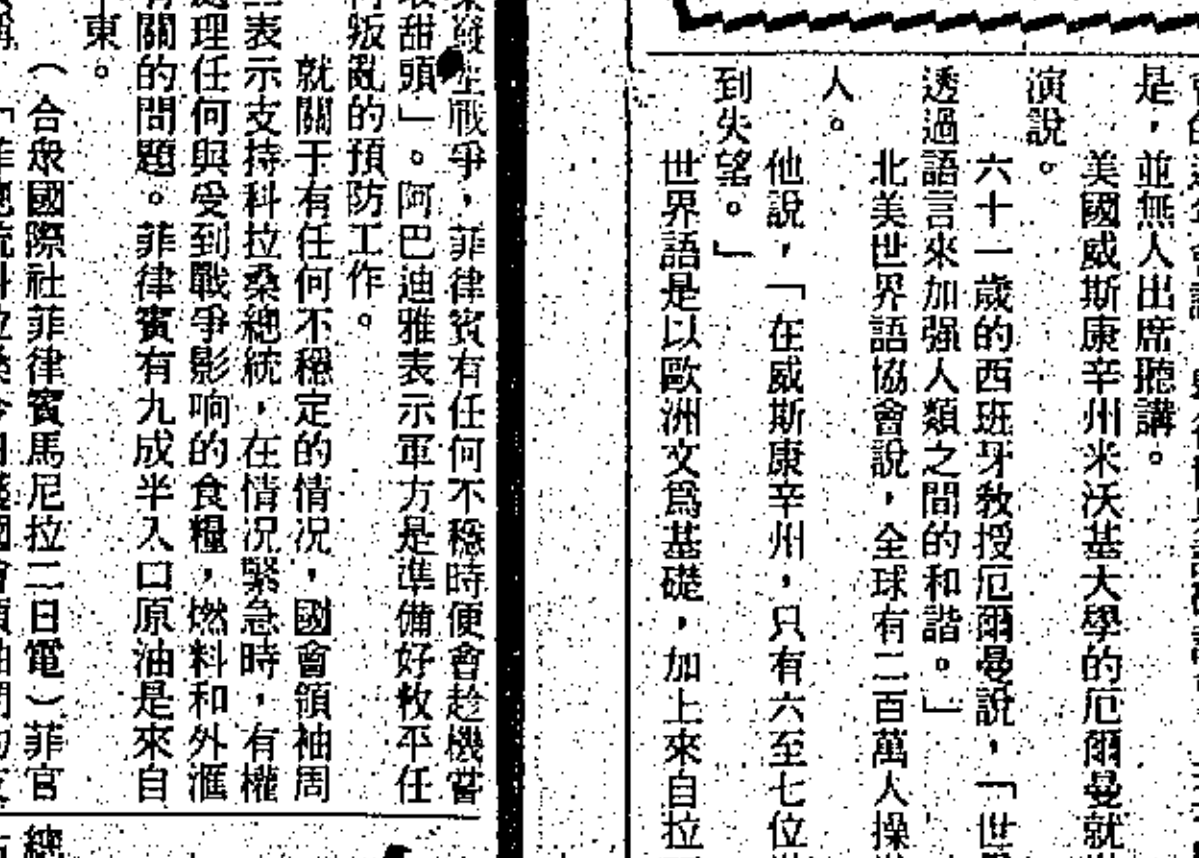 是，並無人出席聽講。
美國威斯康辛州米沃基大學的厄爾曼就
演說。
六十一歲的西班牙敎授厄爾曼說，「世
透過語言來加强人類之間的和諧。」
北美世界語協會說，全球有二百萬人操
人。
他說，「在威斯康辛州，只有六至七位
到失望。」
世界語是以歐洲文爲基礎，加上來自拉
戰爭，菲律賓有任何不穩時便會趁機嘗
甜頭」。阿巴迪雅表示軍方是準備好敉平任
叛亂的預防工作。
就關于有任何不穩定的情況，國會領袖周
表示支持科拉桑總統，在情況緊急時，有權
處理任何與受到戰爭影响的食糧，燃料和外滙
有關的問題。菲律賓有九成半入口原油是來自
東。
（合衆國際社菲律賓馬尼拉二日電）菲官
總